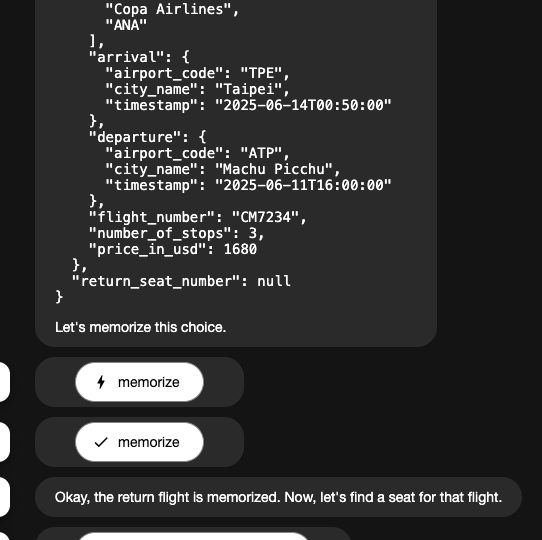 "Copa Airlines",
"ANA"
],
"arrival": {
"airport_code": "TPE",
"city_name": "Taipei",
"timestamp": "2025-06-14T00:50:00"
},
"departure": {
"airport_code": "ATP",
"city_name": "Machu Picchu",
"timestamp": "2025-06-11T16:00:00"
},
"flight_number": "CM7234",
"number_of_stops": 3,
"price_in_usd": 1680
},
"return_seat_number": null
}
Let's memorize this choice.
memorize
memorize
Okay, the return flight is memorized. Now, let's find a seat for that flight.